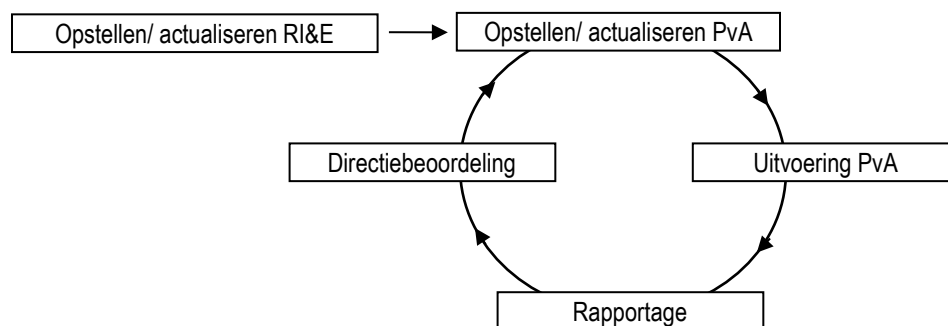 Opstellen/ actualiseren RI&E
Opstellen/ actualiseren PvA
Directiebeoordeling
Uitvoering PvA
Rapportage